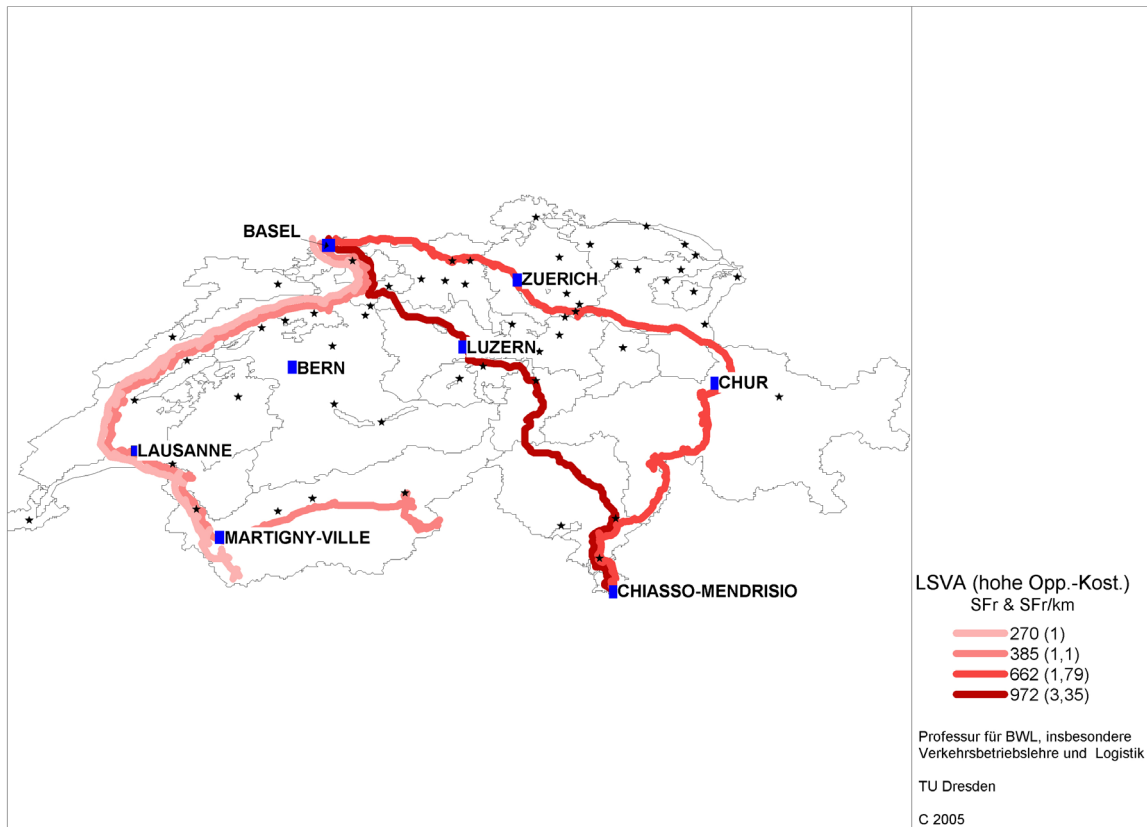 BASEL
ZUERICH
LUZERN
BERN
CHUR
LAUSANNE
MARTIGNY-VILLE
CHIASSO-MENDRISIO
LSVA (hohe Opp.-Kost.)
SFr & SFr/km
270 (1)
385 (1,1)
662 (1,79)
972 (3,35)
Professur für BWL, insbesondere
Verkehrsbetriebslehre und Logistik
TU Dresden
C 2005